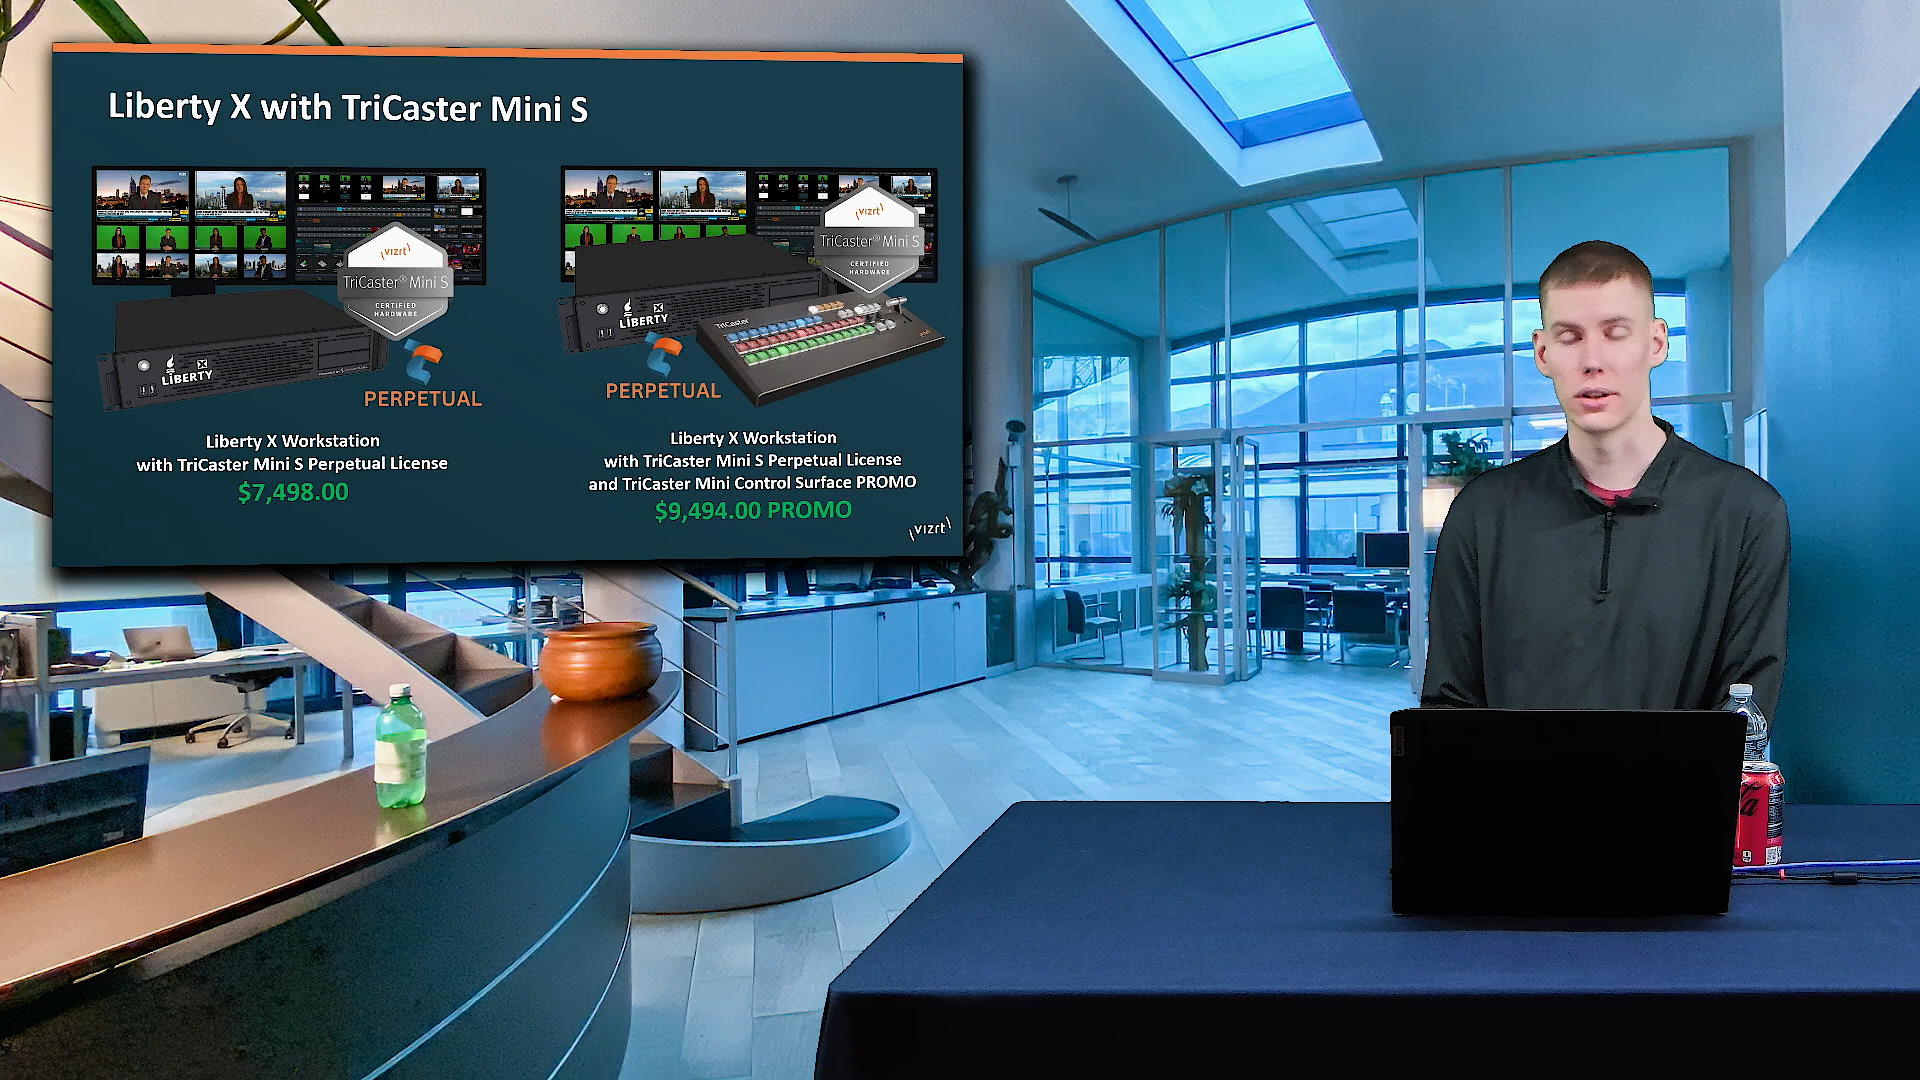 Liberty X with TriCaster Mini S
\vizrt\
TriCaster® Mini S
CERTIFIED
HARDWARE
LIBERTY
X
PERPETUAL
Liberty X Workstation
with TriCaster Mini S Perpetual License
$7,498.00
\vizrt\
TriCaster® Mini S
CERTIFIED
HARDWARE
LIBERTY
X
TriCaster
PERPETUAL
Liberty X Workstation
with TriCaster Mini S Perpetual License
and TriCaster Mini Control Surface PROMO
$9,494.00 PROMO
\vizrt\